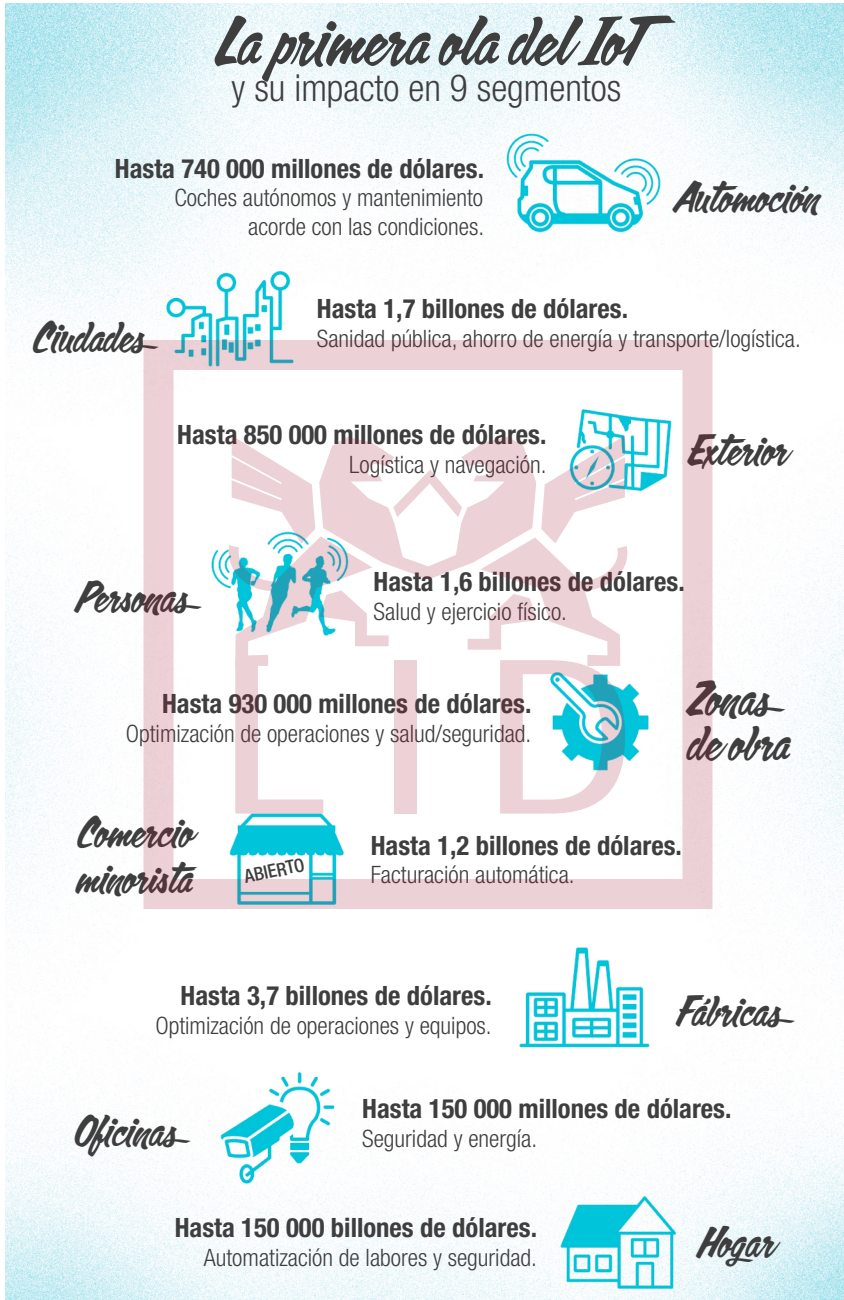 La primera ola del IoT
y su impacto en 9 segmentos
Hasta 740 000 millones de dólares.
Coches autónomos y mantenimiento
acorde con las condiciones.
Automoción
Ciudades
Hasta 1,7 billones de dólares.
Sanidad pública, ahorro de energía y transporte/logística.
Hasta 850 000 millones de dólares.
Logística y navegación.
Exterior
Personas
Hasta 1,6 billones de dólares.
Salud y ejercicio físico.
Hasta 930 000 millones de dólares.
Optimización de operaciones y salud/seguridad.
Zonas
de obra
LID
Comercio
minorista
ABIERTO
Hasta 1,2 billones de dólares.
Facturación automática.
Hasta 3,7 billones de dólares.
Optimización de operaciones y equipos.
Fábricas
Oficinas
Hasta 150 000 millones de dólares.
Seguridad y energía.
Hasta 150 000 billones de dólares.
Automatización de labores y seguridad.
Hogar